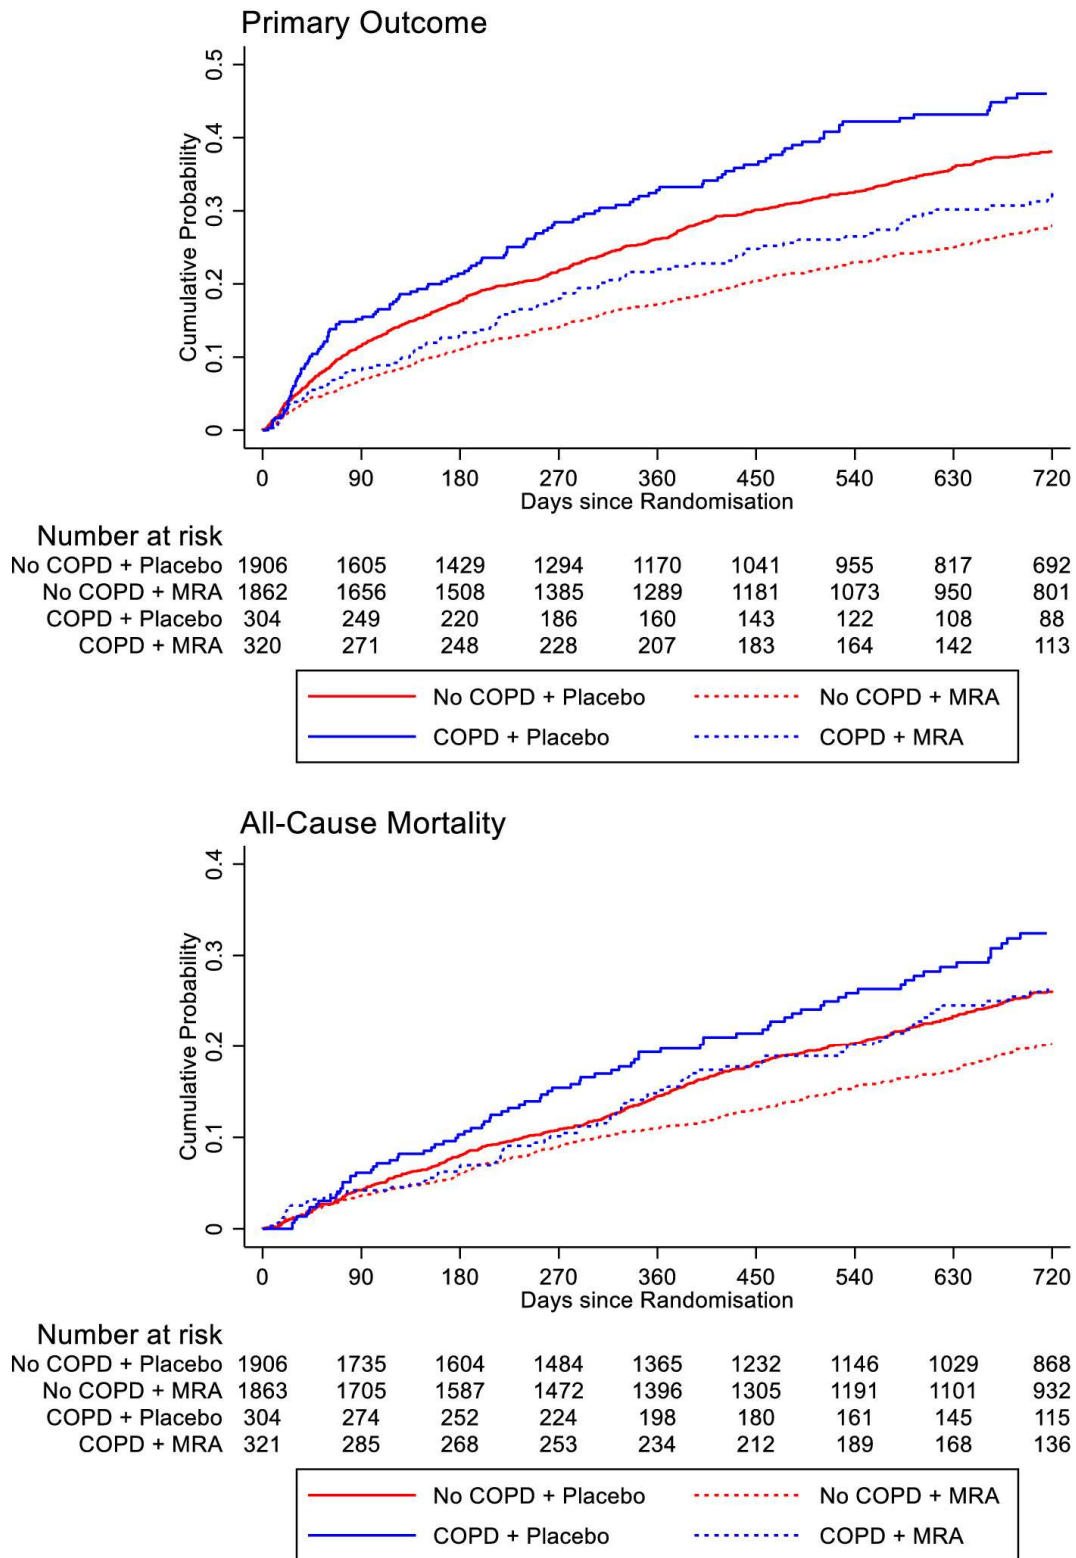 Primary Outcome
0.5
0.4
0.3
0.2
0.1
0
Cumulative Probability
0 90 180 270 360 450 540 630 720
Days since Randomisation
Number at risk
No COPD + Placebo 1906 1605 1429 1294 1170 1041 955 817 692
No COPD + MRA 1862 1656 1508 1385 1289 1181 1073 950 801
COPD + Placebo 304 249 220 186 160 143 122 108 88
COPD + MRA 320 271 248 228 207 183 164 142 113
No COPD + Placebo No COPD + MRA
COPD + Placebo COPD + MRA
All-Cause Mortality
0.4
0.3
0.2
0.1
0
Cumulative Probability
0 90 180 270 360 450 540 630 720
Days since Randomisation
Number at risk
No COPD + Placebo 1906 1735 1604 1484 1365 1232 1146 1029 868
No COPD + MRA 1863 1705 1587 1472 1396 1305 1191 1101 932
COPD + Placebo 304 274 252 224 198 180 161 145 115
COPD + MRA 321 285 268 253 234 212 189 168 136
No COPD + Placebo No COPD + MRA
COPD + Placebo COPD + MRA